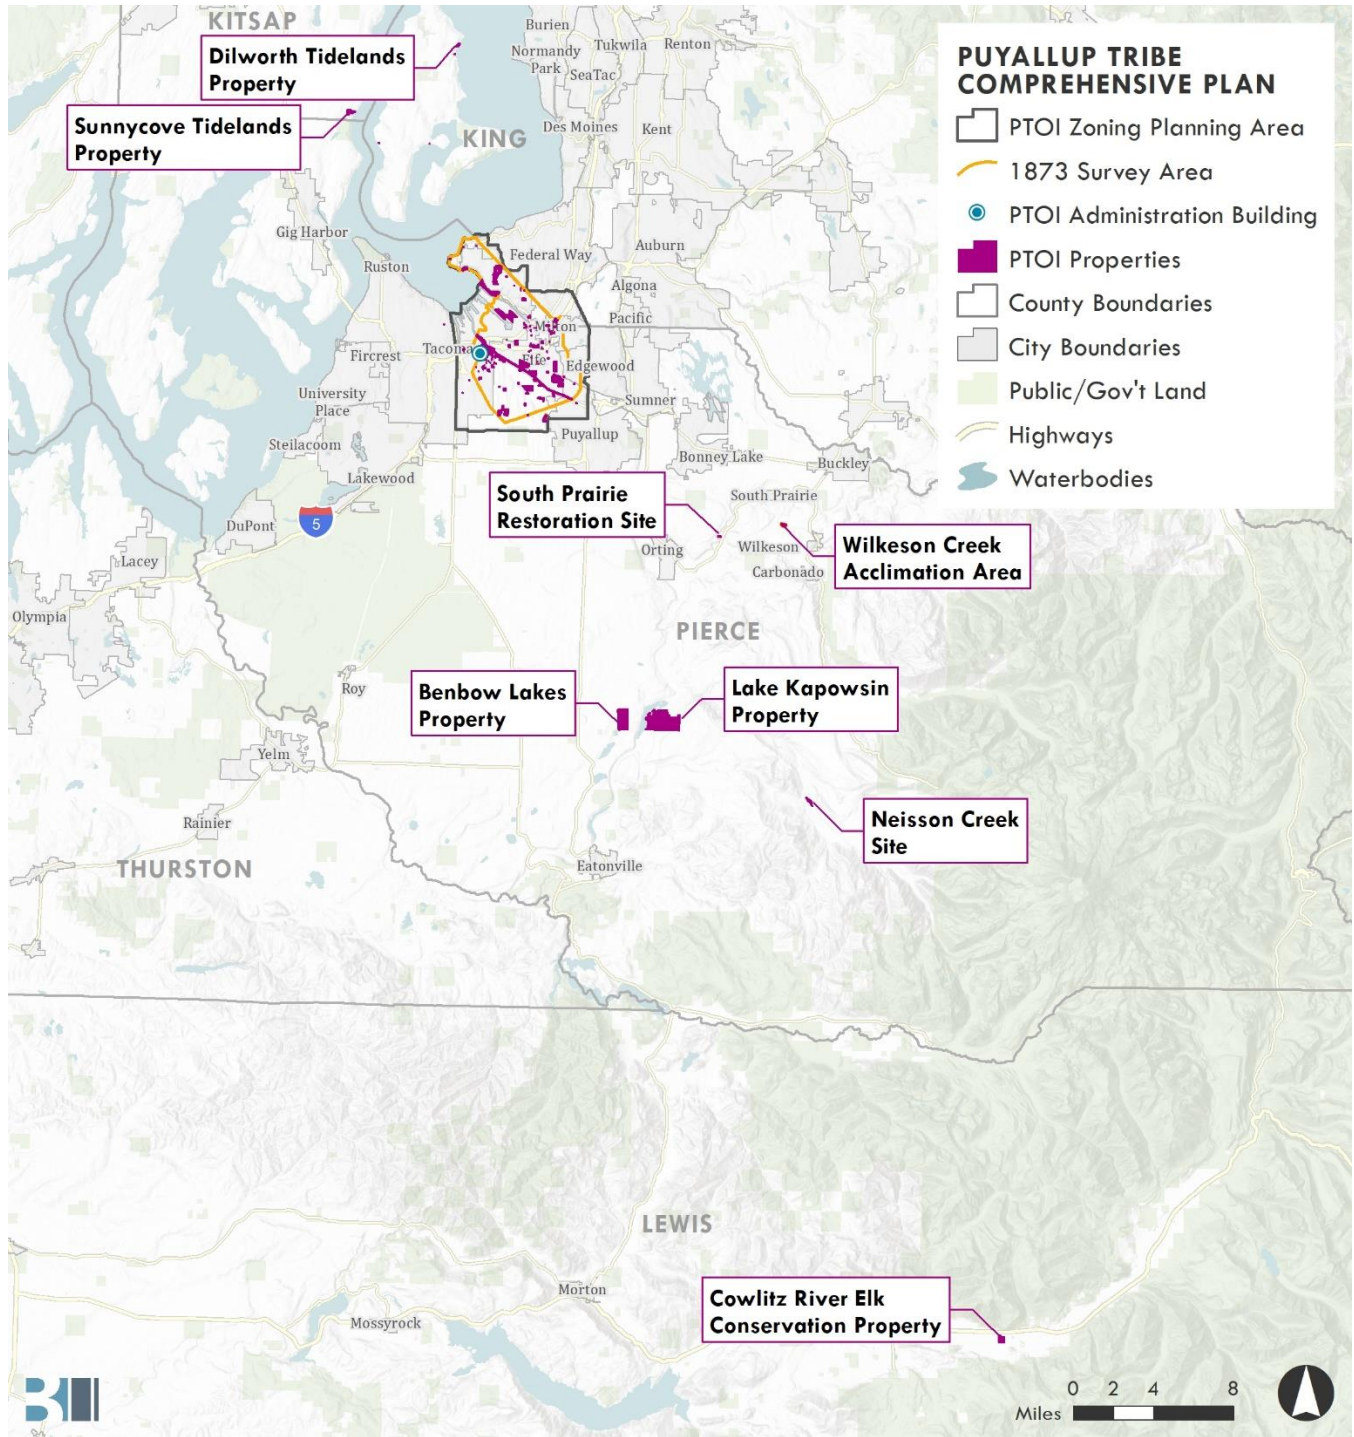 KITSAP
Dilworth Tidelands
Property
Sunnycove Tidelands
Property
KING
Burien
Normandy
Park
Tukwila
Renton
SeaTac
Des Moines
Kent
Gig Harbor
Ruston
Federal Way
Auburn
Algona
Pacific
Milton
Tacoma
Fife
Edgewood
Fircrest
University
Place
Sumner
Steilacoom
Puyallup
Lakewood
Bonney Lake
Buckley
South Prairie
Restoration Site
South Prairie
DuPont
5
Orting
Wilkeson
Carbonado
Wilkeson Creek
Acclimation Area
Lacey
Olympia
PIERCE
Roy
Benbow Lakes
Property
Lake Kapowsin
Property
Yelm
Neisson Creek
Site
Rainier
THURSTON
Eatonville
LEWIS
Morton
Mossyrock
Cowlitz River Elk
Conservation Property
PUYALLUP TRIBE
COMPREHENSIVE PLAN
PTOI Zoning Planning Area
1873 Survey Area
PTOI Administration Building
PTOI Properties
County Boundaries
City Boundaries
Public/Gov't Land
Highways
Waterbodies
0 2 4 8
Miles